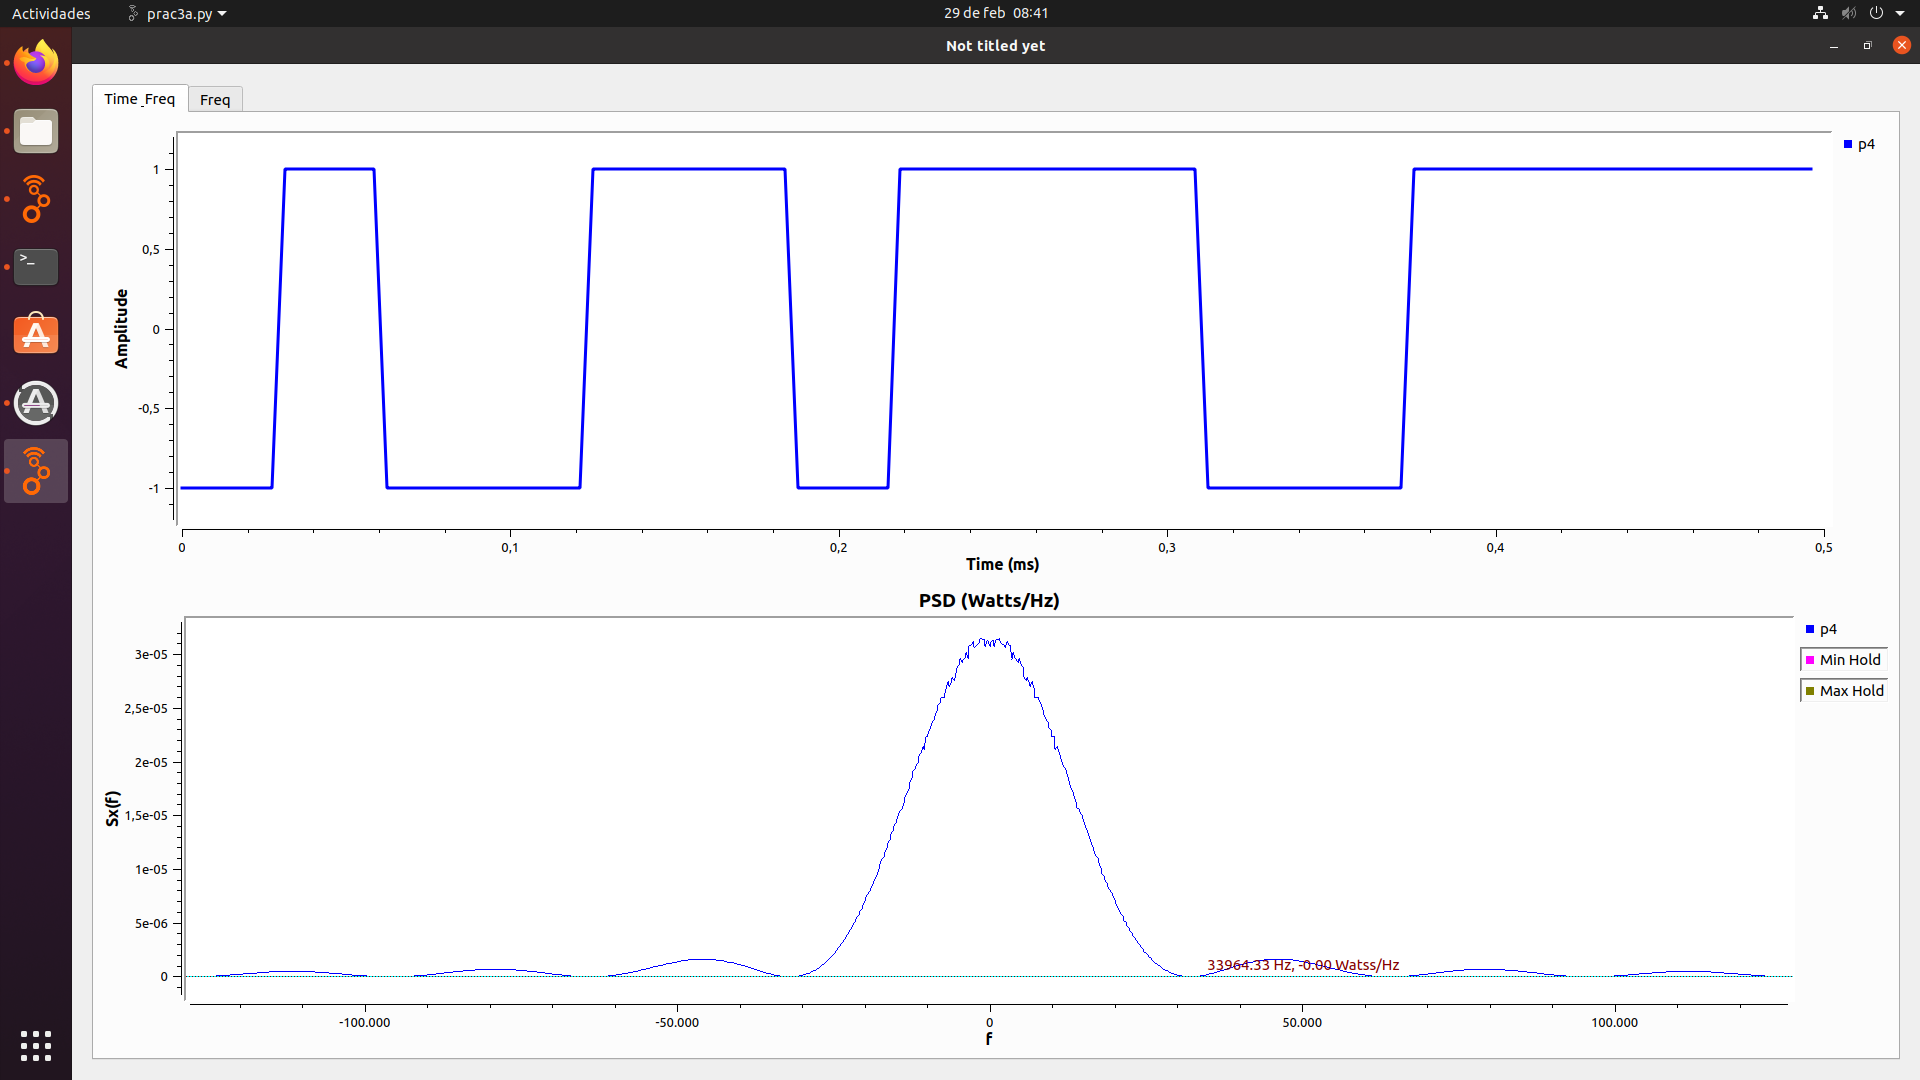 Actividades
prac3a.py
29 de feb 08:41
Not titled yet
Time _Freq
Freq
p4
1
0,5
0
-0,5
-1
Amplitude
0
0,1
0,2
0,3
0,4
0,5
Time (ms)
PSD (Watts/Hz)
p4
Min Hold
Max Hold
3e-05
2,5e-05
2e-05
1,5e-05
1e-05
5e-06
0
Sx(f)
33964.33 Hz, -0.00 Watss/Hz
-100.000
-50.000
0
50.000
100.000
f